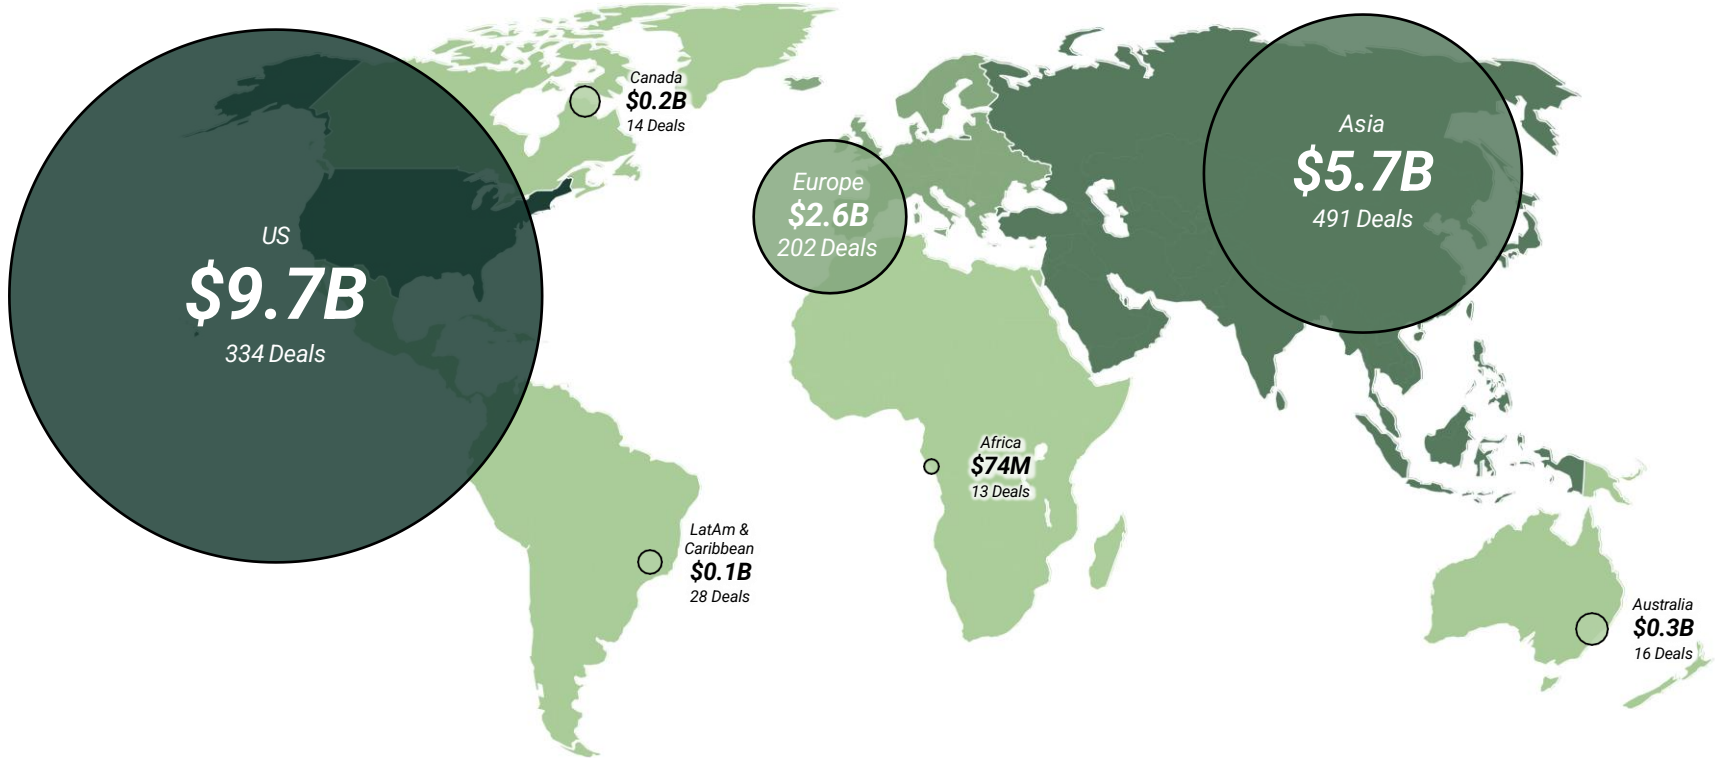 Canada
$0.2B
14 Deals
US
$9.7B
334 Deals
Europe
$2.6B
202 Deals
Asia
$5.7B
491 Deals
Africa
$74M
13 Deals
LatAm &
Caribbean
$0.1B
28 Deals
Australia
$0.3B
16 Deals